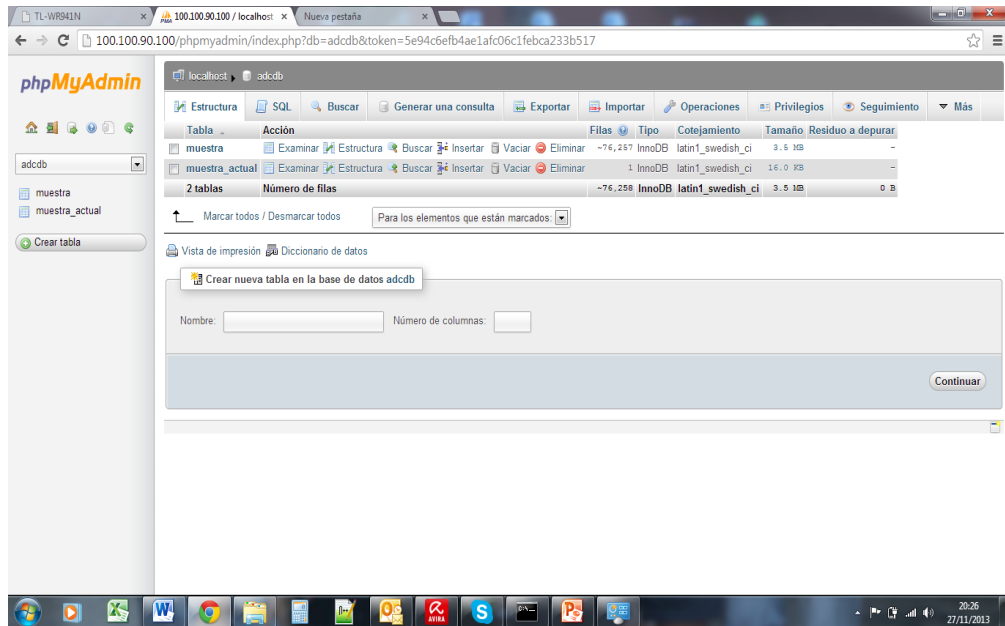 TL-WR941N
100.100.90.100 / localhost
Nueva pestaña
100.100.90.100/phpmyadmin/index.php?db=adcdb&token=5e94c6efb4ae1afc06c1febca233b517
phpMyAdmin
adcdb
muestra
muestra_actual
Crear tabla
localhost adcdb
Estructura SQL Buscar Generar una consulta Exportar Importar Operaciones Privilegios Seguimiento Más
Tabla Acción Filas Tipo Cotejamiento Tamaño Residuo a depurar
muestra Examinar Estructura Buscar Insertar Vaciar Eliminar ~76,257 InnoDB latin1_swedish_ci 3.5 MB -
muestra_actual Examinar Estructura Buscar Insertar Vaciar Eliminar 1 InnoDB latin1_swedish_ci 16.0 KB -
2 tablas Número de filas ~76,258 InnoDB latin1_swedish_ci 3.5 MB 0 B
Marcar todos / Desmarcar todos Para los elementos que están marcados:
Vista de impresión Diccionario de datos
Crear nueva tabla en la base de datos adcdb
Nombre: Número de columnas:
Continuar
AVIRA
20:26
27/11/2013